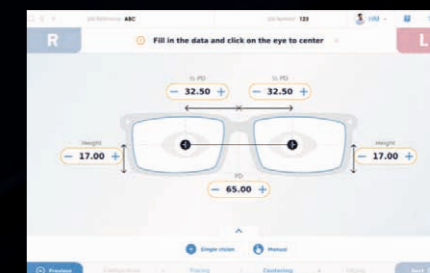 Job Reference ABC
Job Number 123
R
Fill in the data and click on the eye to center
L
½ PD
½ PD
− 32.50 +
− 32.50 +
Height
Height
− 17.00 +
− 17.00 +
PD
− 65.00 +
Single vision
Manual
Previous
Tracing
Centering